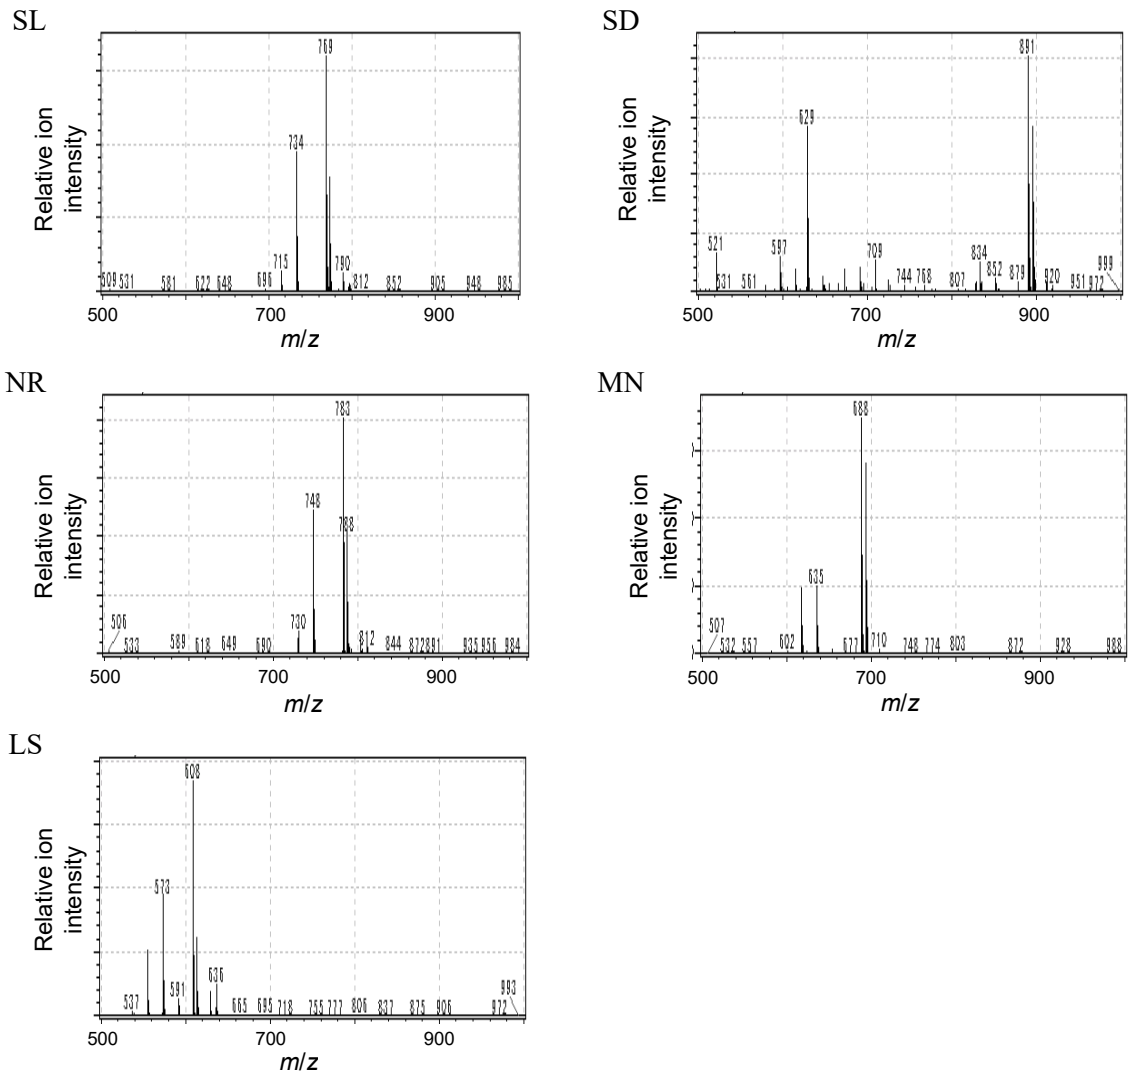 SL
Relative ion
intensity
769
734
715
509 531 581 622 648 696 790 812 852 905 948 985
500 700 900
m/z
SD
Relative ion
intensity
891
629
521 597 709 834
531 561 744 768 807 852 879 920 951 972 999
500 700 900
m/z
NR
Relative ion
intensity
783
748 788
730
506 533 589 618 649 690 812 844 872 891 935 956 984
500 700 900
m/z
MN
Relative ion
intensity
688
635
507 532 557 602 677 710 748 774 803 872 928 988
500 700 900
m/z
LS
Relative ion
intensity
608
573
591 636
537 665 695 718 755 777 806 837 875 906 972 993
500 700 900
m/z